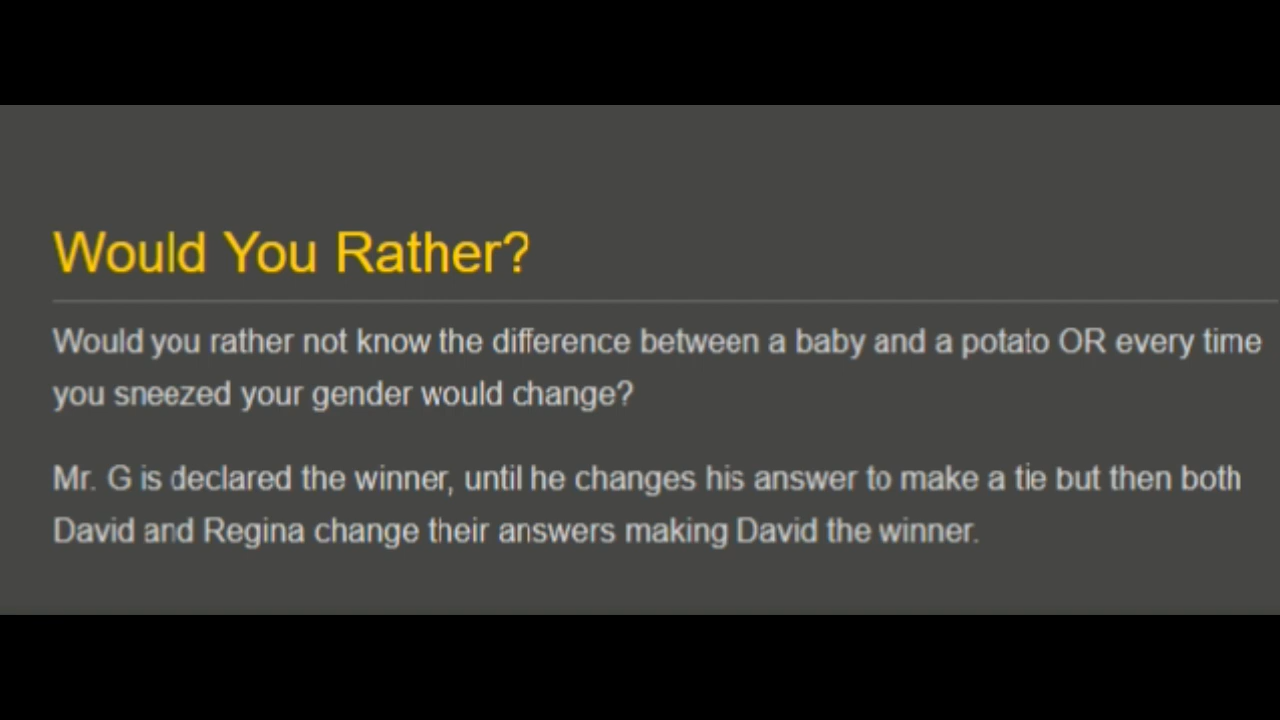 Would You Rather?
Would you rather not know the difference between a baby and a potato OR every time
you sneezed your gender would change?
Mr. G is declared the winner, until he changes his answer to make a tie but then both
David and Regina change their answers making David the winner.